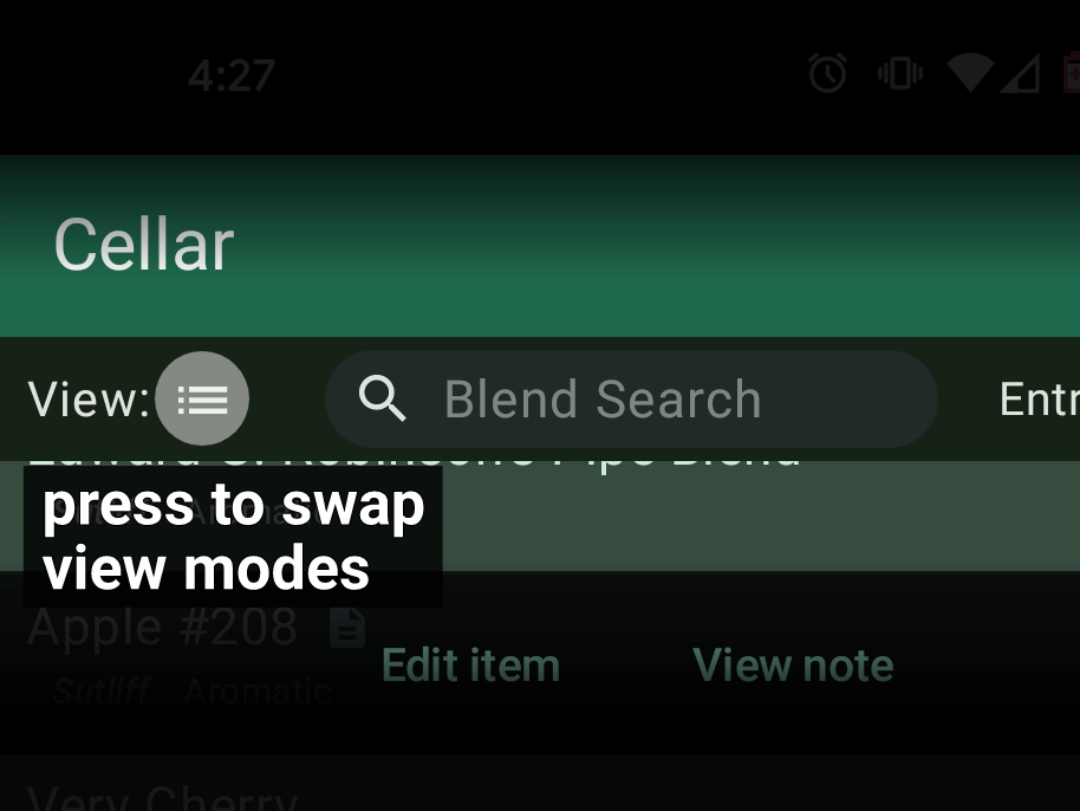 4:27
Cellar
View:
Blend Search
Entr
press to swap
view modes
Apple #208
Edit item
View note
Sutliff Aromatic
Very Cherry